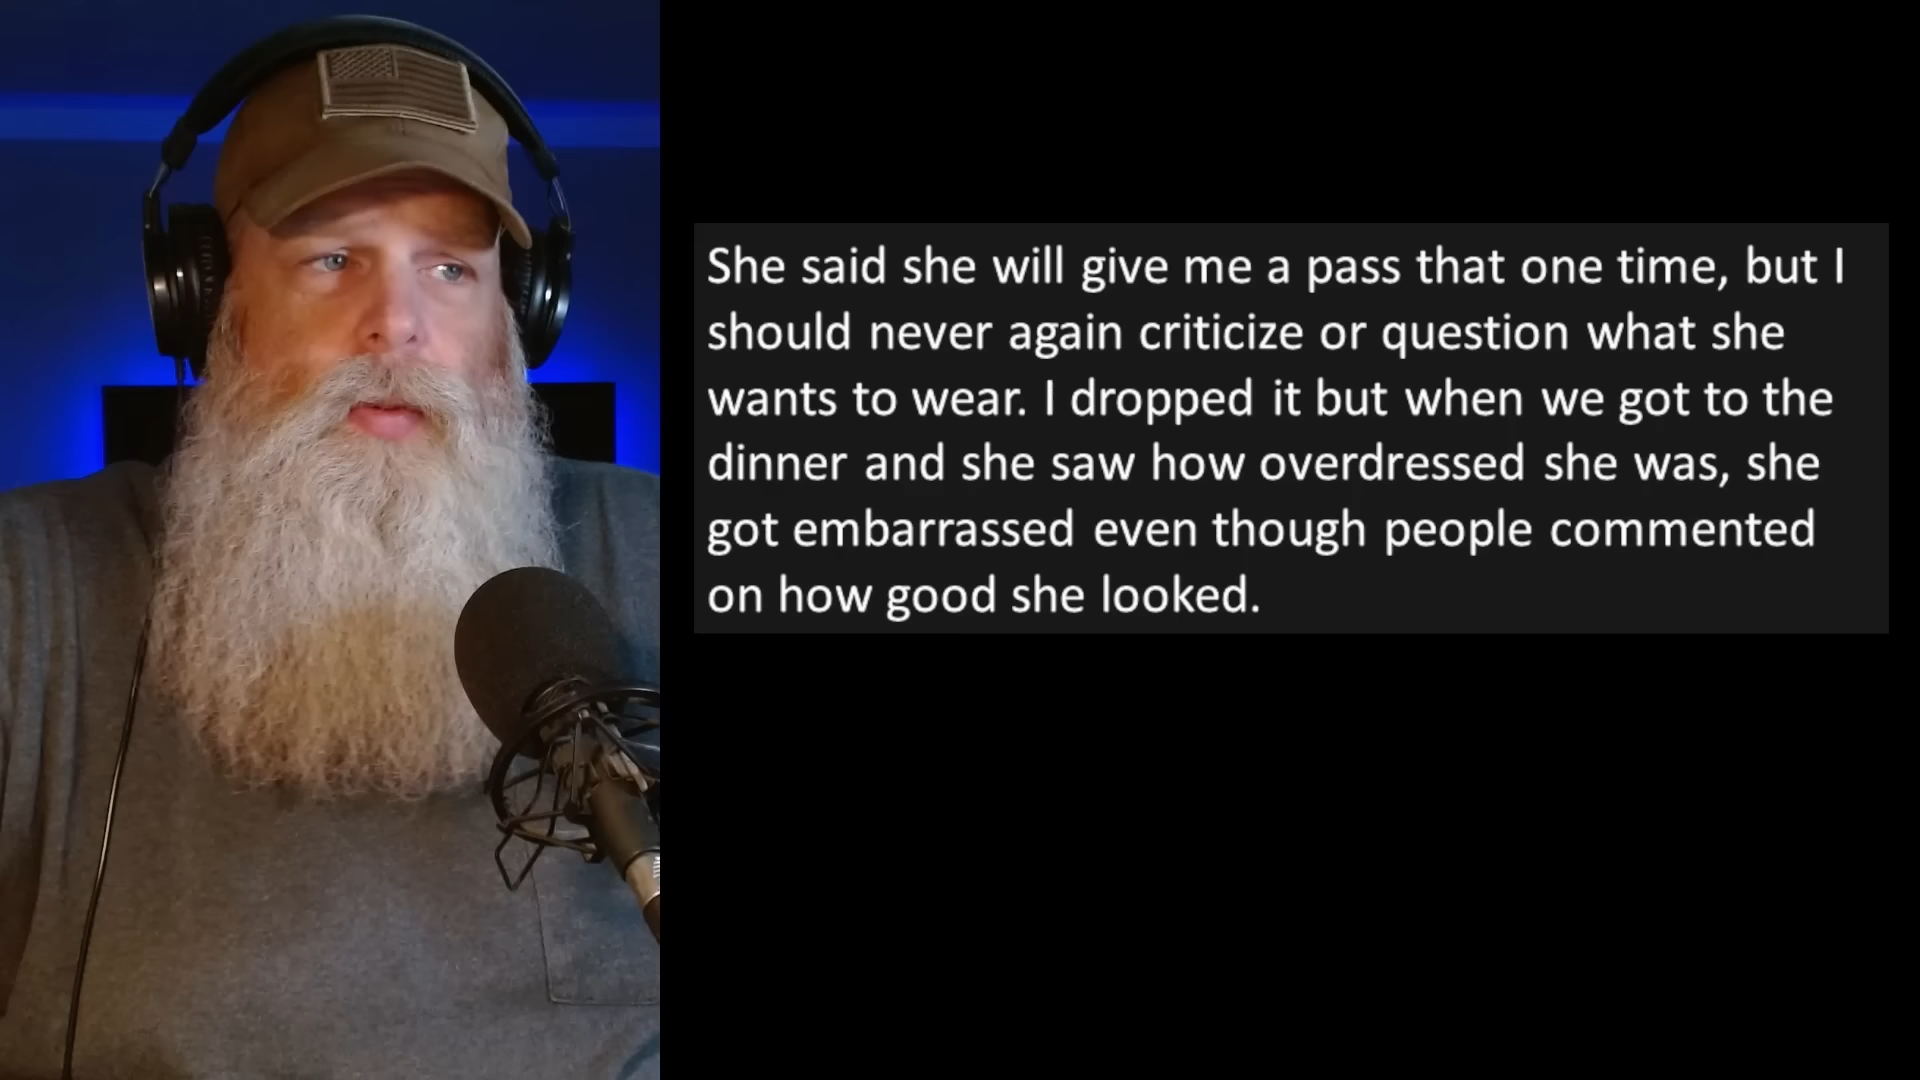 She said she will give me a pass that one time, but I
should never again criticize or question what she
wants to wear. I dropped it but when we got to the
dinner and she saw how overdressed she was, she
got embarrassed even though people commented
on how good she looked.